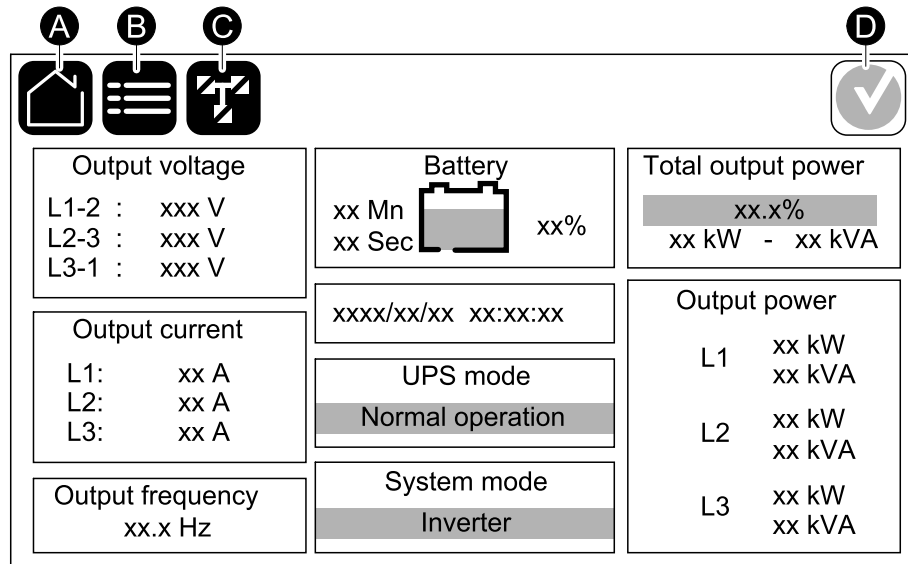 A B C D
Output voltage
L1-2 : xxx V
L2-3 : xxx V
L3-1 : xxx V
Output current
L1: xx A
L2: xx A
L3: xx A
Output frequency
xx.x Hz
Battery
xx Mn
xx Sec
xx%
xxxx/xx/xx xx:xx:xx
UPS mode
Normal operation
System mode
Inverter
Total output power
xx.x%
xx kW - xx kVA
Output power
L1 xx kW
xx kVA
L2 xx kW
xx kVA
L3 xx kW
xx kVA